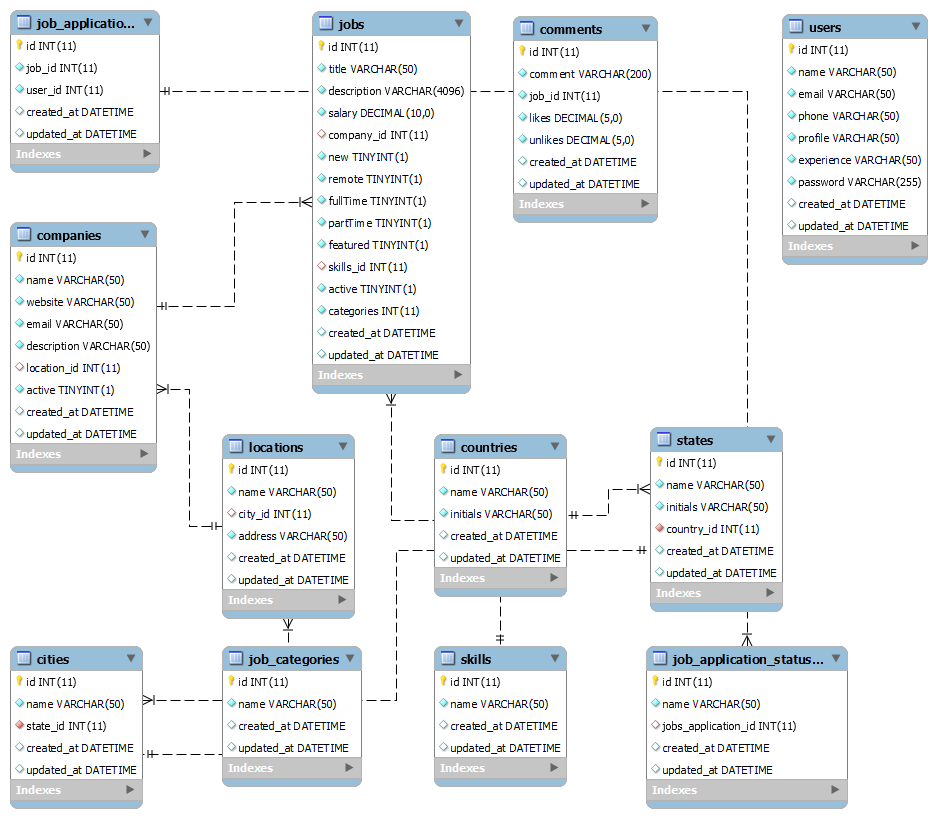 job_applicatio...
id INT(11)
job_id INT(11)
user_id INT(11)
created_at DATETIME
updated_at DATETIME
Indexes
jobs
id INT(11)
title VARCHAR(50)
description VARCHAR(4096)
salary DECIMAL(10,0)
company_id INT(11)
new TINYINT(1)
remote TINYINT(1)
fullTime TINYINT(1)
partTime TINYINT(1)
featured TINYINT(1)
skills_id INT(11)
active TINYINT(1)
categories INT(11)
created_at DATETIME
updated_at DATETIME
Indexes
comments
id INT(11)
comment VARCHAR(200)
job_id INT(11)
likes DECIMAL(5,0)
unlikes DECIMAL(5,0)
created_at DATETIME
updated_at DATETIME
Indexes
users
id INT(11)
name VARCHAR(50)
email VARCHAR(50)
phone VARCHAR(50)
profile VARCHAR(50)
experience VARCHAR(50)
password VARCHAR(255)
created_at DATETIME
updated_at DATETIME
Indexes
companies
id INT(11)
name VARCHAR(50)
website VARCHAR(50)
email VARCHAR(50)
description VARCHAR(50)
location_id INT(11)
active TINYINT(1)
created_at DATETIME
updated_at DATETIME
Indexes
locations
id INT(11)
name VARCHAR(50)
city_id INT(11)
address VARCHAR(50)
created_at DATETIME
updated_at DATETIME
Indexes
countries
id INT(11)
name VARCHAR(50)
initials VARCHAR(50)
created_at DATETIME
updated_at DATETIME
Indexes
states
id INT(11)
name VARCHAR(50)
initials VARCHAR(50)
country_id INT(11)
created_at DATETIME
updated_at DATETIME
Indexes
cities
id INT(11)
name VARCHAR(50)
state_id INT(11)
created_at DATETIME
updated_at DATETIME
Indexes
job_categories
id INT(11)
name VARCHAR(50)
created_at DATETIME
updated_at DATETIME
Indexes
skills
id INT(11)
name VARCHAR(50)
created_at DATETIME
updated_at DATETIME
Indexes
job_application_status...
id INT(11)
name VARCHAR(50)
jobs_application_id INT(11)
created_at DATETIME
updated_at DATETIME
Indexes